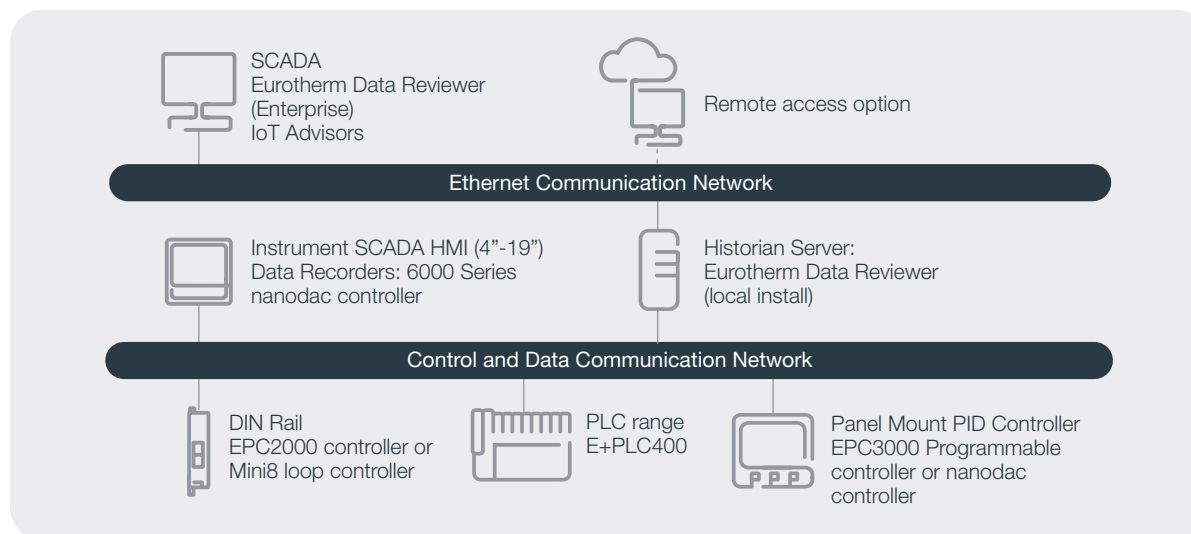 SCADA
Eurotherm Data Reviewer
(Enterprise)
IoT Advisors
Remote access option
Ethernet Communication Network
Instrument SCADA HMI (4”-19”)
Data Recorders: 6000 Series
nanodac controller
Historian Server:
Eurotherm Data Reviewer
(local install)
Control and Data Communication Network
DIN Rail
EPC2000 controller or
Mini8 loop controller
PLC range
E+PLC400
Panel Mount PID Controller
EPC3000 Programmable
controller or nanodac
controller